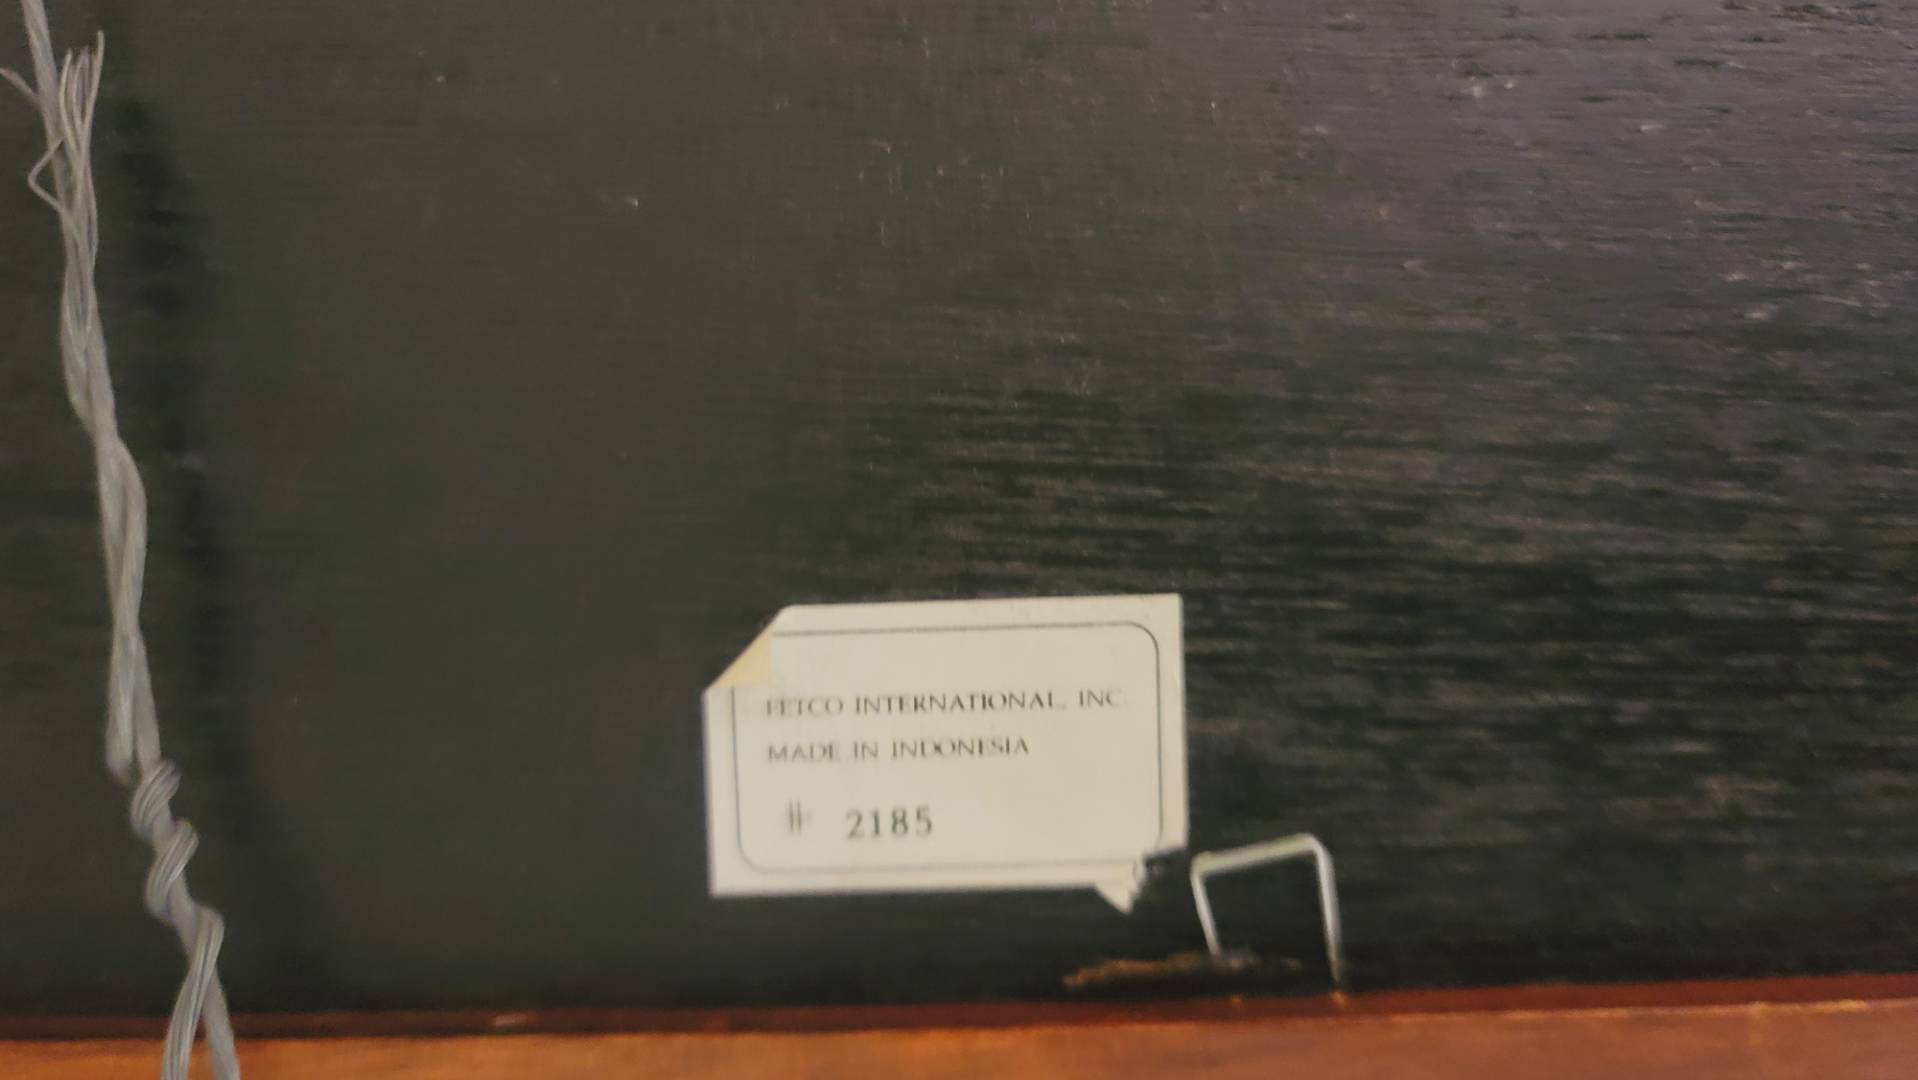 FETCO INTERNATIONAL, INC.
MADE IN INDONESIA
# 2185